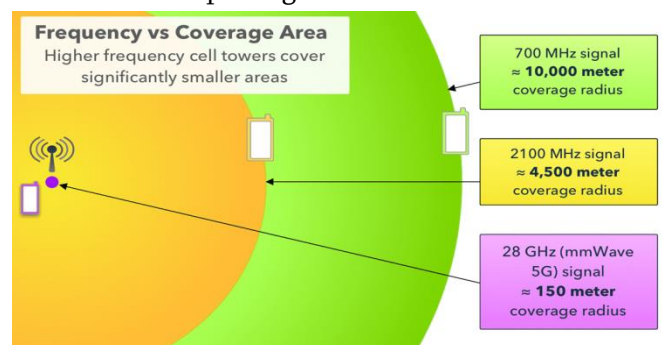 Frequency vs Coverage Area
Higher frequency cell towers cover
significantly smaller areas
700 MHz signal
≈ 10,000 meter
coverage radius
2100 MHz signal
≈ 4,500 meter
coverage radius
28 GHz (mmWave
5G) signal
≈ 150 meter
coverage radius